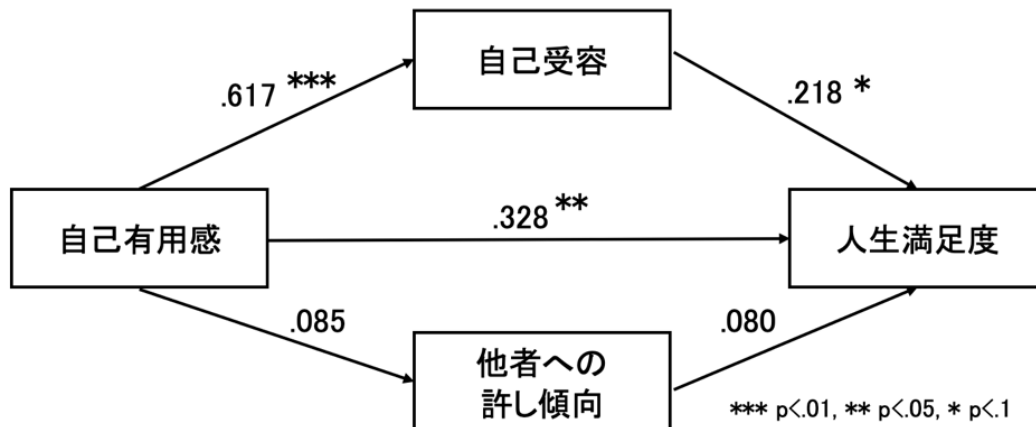 自己受容
.617 ***
.218 *
自己有用感
.328 **
人生満足度
.085
.080
他者への
許し傾向
*** p<.01, ** p<.05, * p<.1